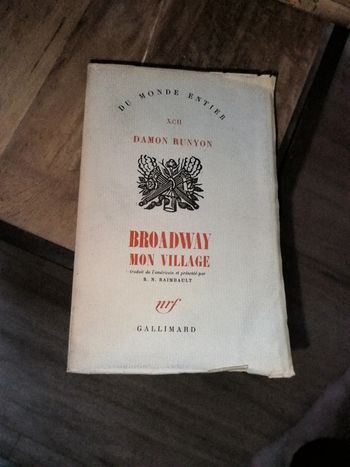 DU MONDE ENTIER
XCII
DAMON RUNYON
BROADWAY
MON VILLAGE
traduit de l'américain et présenté par
R. N. RAIMBAULT
nrf
GALLIMARD